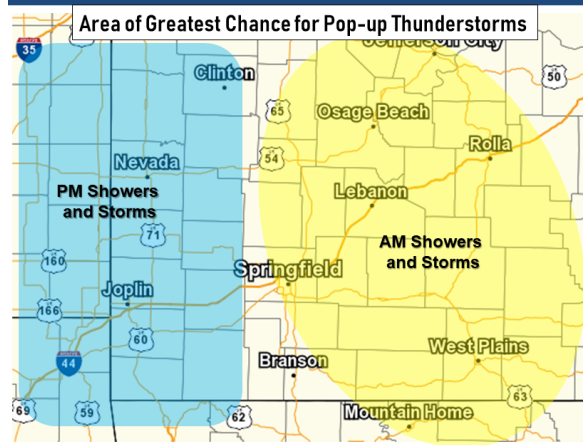 Area of Greatest Chance for Pop-up Thunderstorms
Jefferson City
35
Clinton
50
65
Osage Beach
Rolla
54
Nevada
PM Showers
and Storms
Lebanon
71
AM Showers
and Storms
160
Springfield
Joplin
166
60
West Plains
44
Branson
63
69
59
62
Mountain Home